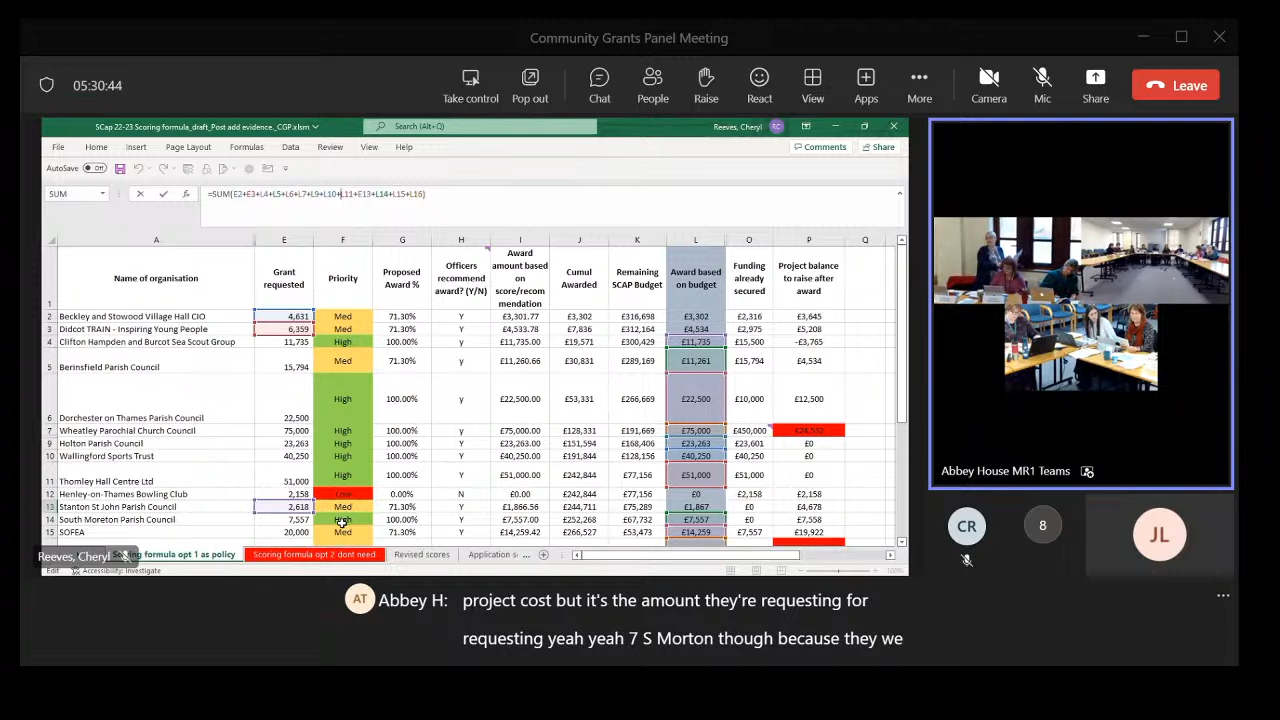 Community Grants Panel Meeting
05:30:44
Take control
Pop out
Chat
People
Raise
React
View
Apps
More
Camera
Mic
Share
Leave
SCap 22-23 Scoring formula_draft_Post add evidence._CGP.xlsm
Search (Alt+Q)
Reeves, Cheryl
RC
File Home Insert Page Layout Formulas Data Review View Help
Comments Share
AutoSave Off
SUM
=SUM(E2+E3+L4+L5+L6+L7+L9+L10+L11+E13+L14+L15+L16)
A E F G H I J K L O P Q
1 Name of organisation Grant requested Priority Proposed Award % Officers recommend award? (Y/N) Award amount based on score/recommendation Cumul Awarded Remaining SCAP Budget Award based on budget Funding already secured Project balance to raise after award
2 Beckley and Stowood Village Hall CIO 4,631 Med 71.30% Y £3,301.77 £3,302 £316,698 £3,302 £2,316 £3,645
3 Didcot TRAIN - Inspiring Young People 6,359 Med 71.30% Y £4,533.78 £7,836 £312,164 £4,534 £2,975 £5,208
4 Clifton Hampden and Burcot Sea Scout Group 11,735 High 100.00% y £11,735.00 £19,571 £300,429 £11,735 £15,500 -£3,765
5 Berinsfield Parish Council 15,794 Med 71.30% Y £11,260.66 £30,831 £289,169 £11,261 £15,794 £4,534
6 Dorchester on Thames Parish Council 22,500 High 100.00% y £22,500.00 £53,331 £266,669 £22,500 £10,000 £12,500
7 Wheatley Parochial Church Council 75,000 High 100.00% y £75,000.00 £128,331 £191,669 £75,000 £450,000 £24,532
9 Holton Parish Council 23,263 High 100.00% Y £23,263.00 £151,594 £168,406 £23,263 £23,601 £0
10 Wallingford Sports Trust 40,250 High 100.00% Y £40,250.00 £191,844 £128,156 £40,250 £40,250 £0
11 Thomley Hall Centre Ltd 51,000 High 100.00% Y £51,000.00 £242,844 £77,156 £51,000 £51,000 £0
12 Henley-on-Thames Bowling Club 2,158 Low 0.00% N £0.00 £242,844 £77,156 £0 £2,158 £2,158
13 Stanton St John Parish Council 2,618 Med 71.30% Y £1,866.56 £244,711 £75,289 £1,867 £0 £4,678
14 South Moreton Parish Council 7,557 High 100.00% Y £7,557.00 £252,268 £67,732 £7,557 £0 £7,558
15 SOFEA 20,000 Med 71.30% Y £14,259.42 £266,527 £53,473 £14,259 £7,557 £19,922
Reeves, Cheryl
formula opt 1 as policy
Scoring formula opt 2 dont need
Revised scores
Application s
Edit
Accessibility: Investigate
100%
Abbey House MR1 Teams
CR
8
JL
AT
Abbey H: project cost but it's the amount they're requesting for
requesting yeah yeah 7 S Morton though because they we